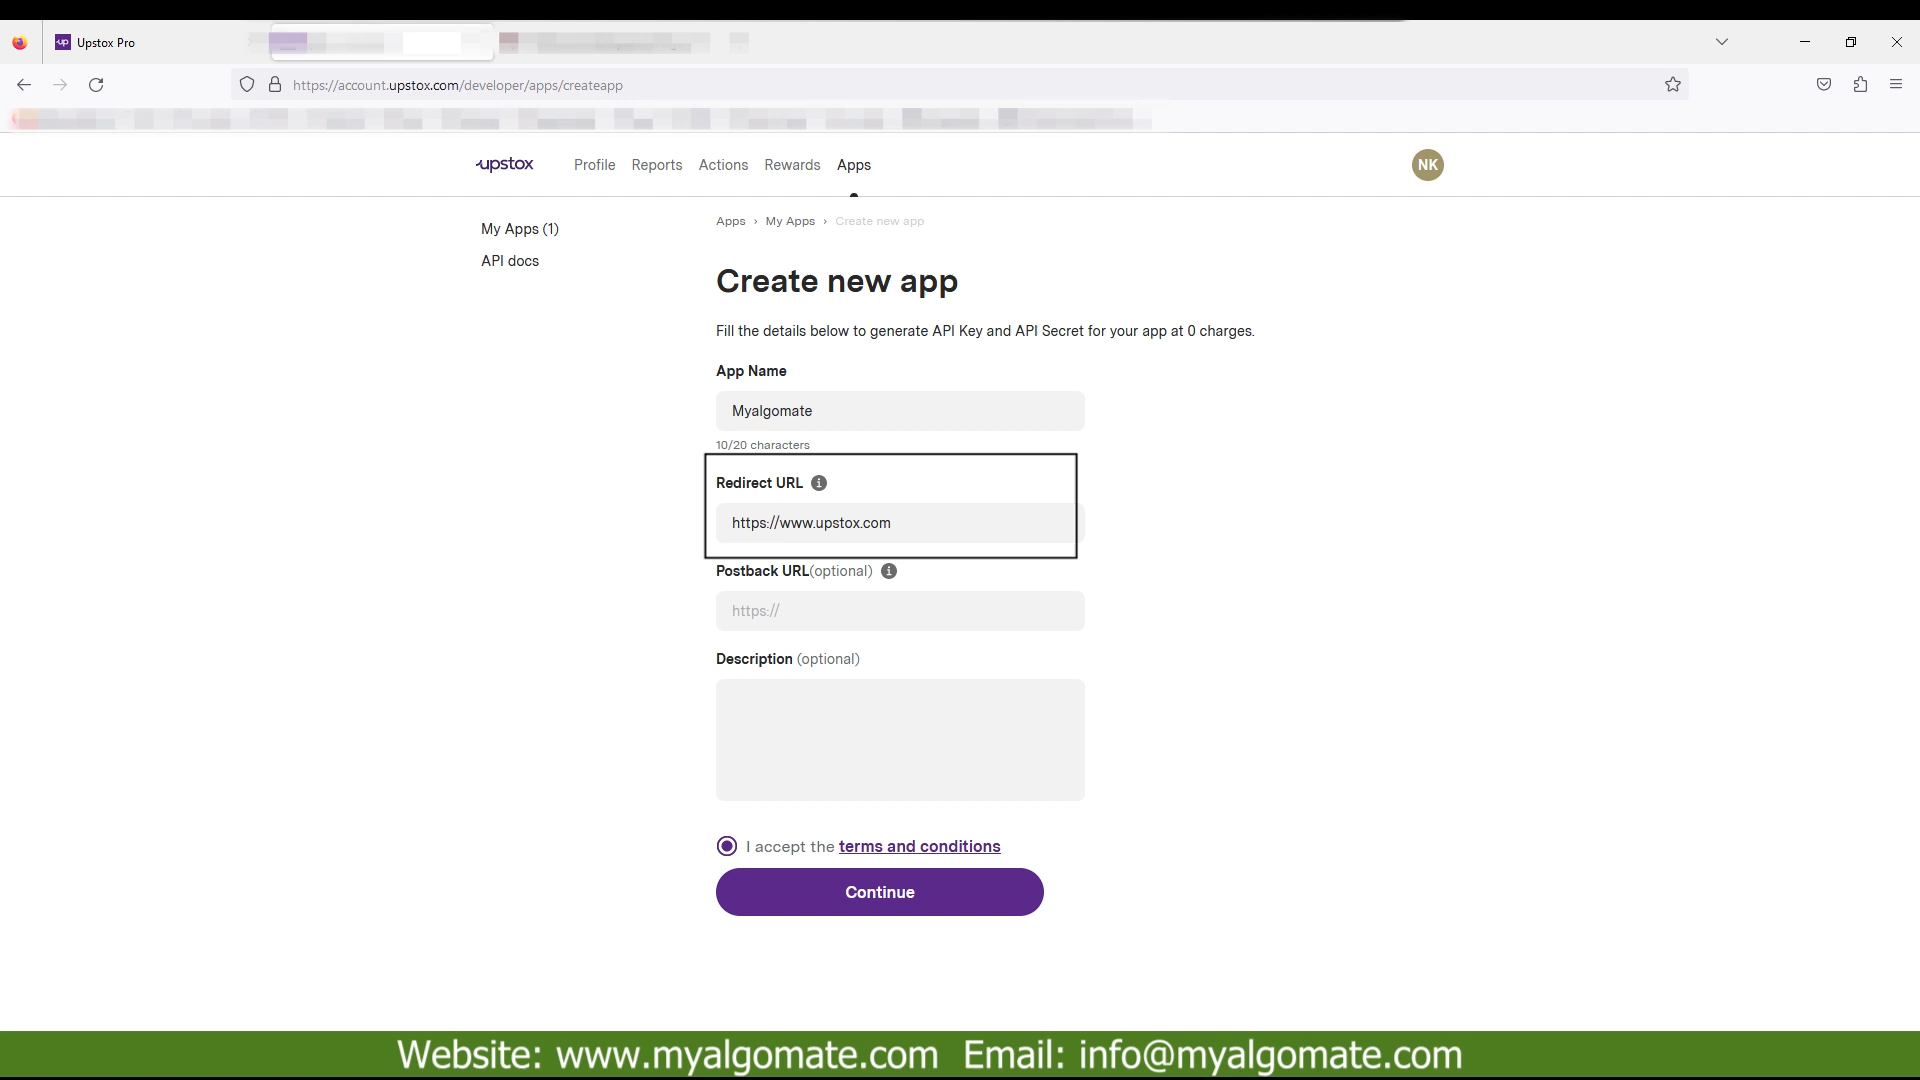 Upstox Pro
https://account.upstox.com/developer/apps/createapp
upstox Profile Reports Actions Rewards Apps NK
My Apps (1)
API docs
Apps › My Apps › Create new app
Create new app
Fill the details below to generate API Key and API Secret for your app at 0 charges.
App Name
Myalgomate
10/20 characters
Redirect URL
https://www.upstox.com
Postback URL(optional)
https://
Description (optional)
I accept the terms and conditions
Continue
Website: www.myalgomate.com Email: info@myalgomate.com